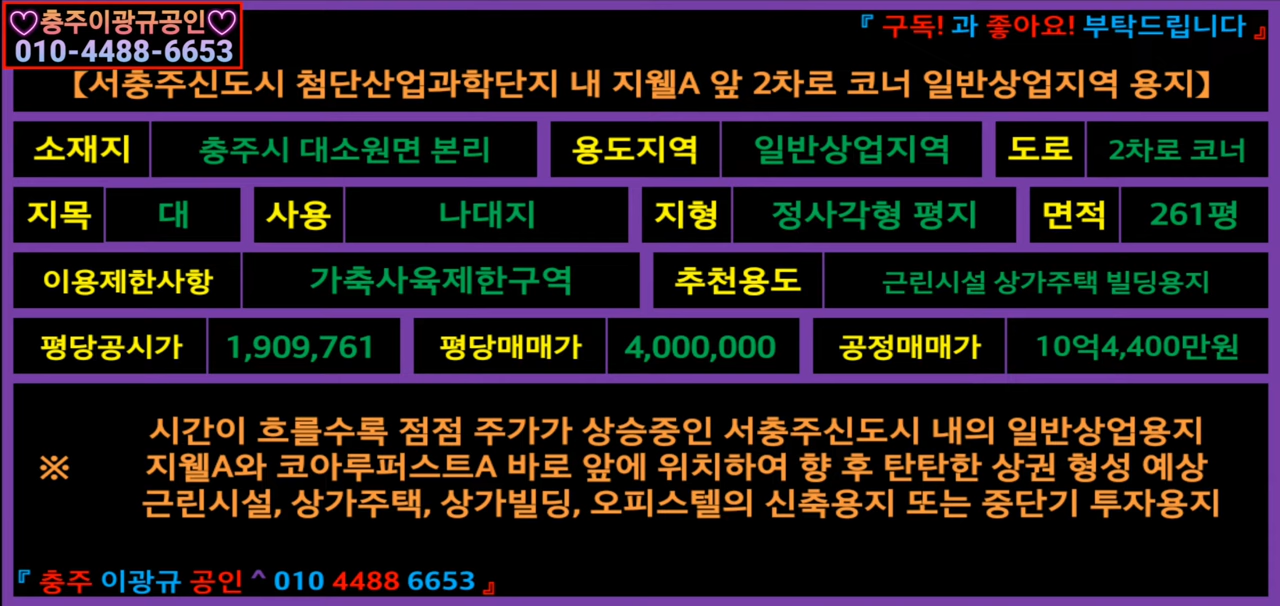 ♡충주이광규공인♡
010-4488-6653
『 구독! 과 좋아요! 부탁드립니다 』
【서충주신도시 첨단산업과학단지 내 지웰A 앞 2차로 코너 일반상업지역 용지】
소재지 충주시 대소원면 본리 용도지역 일반상업지역 도로 2차로 코너
지목 대 사용 나대지 지형 정사각형 평지 면적 261평
이용제한사항 가축사육제한구역 추천용도 근린시설 상가주택 빌딩용지
평당공시가 1,909,761 평당매매가 4,000,000 공정매매가 10억4,400만원
시간이 흐를수록 점점 주가가 상승중인 서충주신도시 내의 일반상업용지
※ 지웰A와 코아루퍼스트A 바로 앞에 위치하여 향 후 탄탄한 상권 형성 예상
근린시설, 상가주택, 상가빌딩, 오피스텔의 신축용지 또는 중단기 투자용지
『 충주 이광규 공인 ^ 010 4488 6653 』